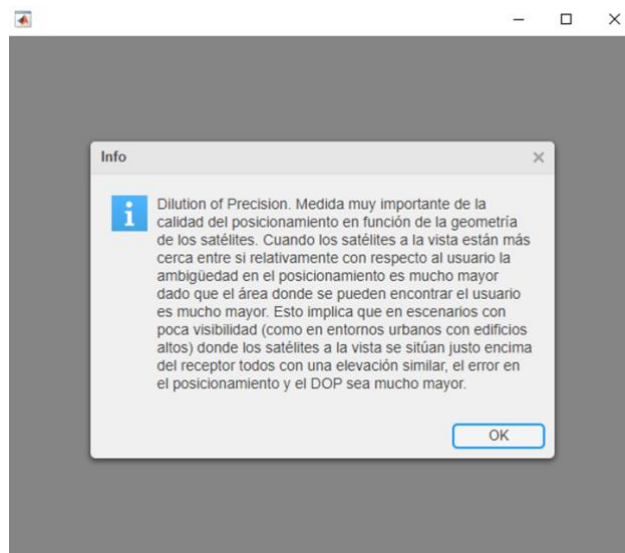 Info
Dilution of Precision. Medida muy importante de la
calidad del posicionamiento en función de la geometría
de los satélites. Cuando los satélites a la vista están más
cerca entre si relativamente con respecto al usuario la
ambigüedad en el posicionamiento es mucho mayor
dado que el área donde se pueden encontrar el usuario
es mucho mayor. Esto implica que en escenarios con
poca visibilidad (como en entornos urbanos con edificios
altos) donde los satélites a la vista se sitúan justo encima
del receptor todos con una elevación similar, el error en
el posicionamiento y el DOP sea mucho mayor.
OK